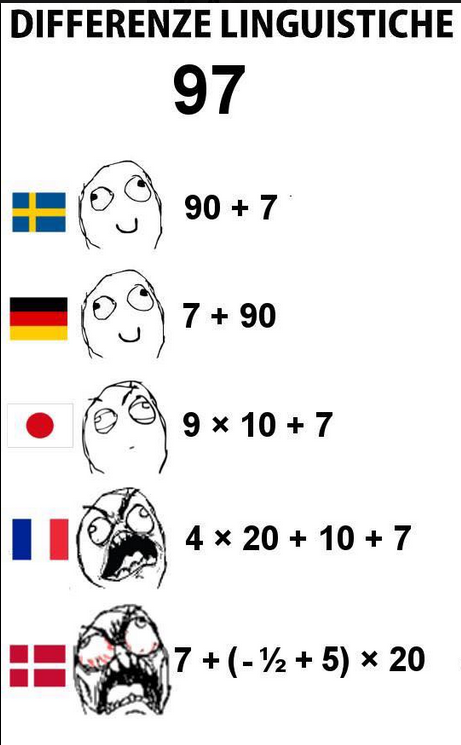 DIFFERENZE LINGUISTICHE
97
90 + 7
7 + 90
9 × 10 + 7
4 × 20 + 10 + 7
7 + (- ½ + 5) × 20